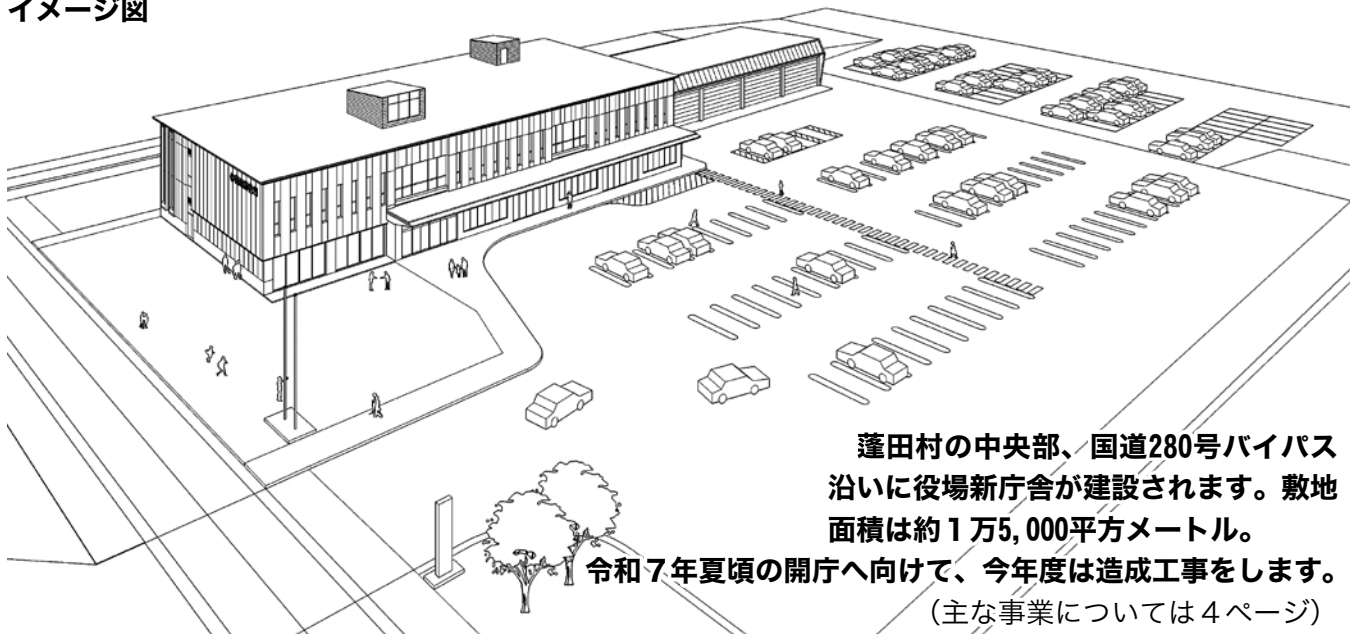 イメージ図
蓬田村の中央部、国道280号バイパス
沿いに役場新庁舎が建設されます。敷地
面積は約１万5,000平方メートル。
令和７年夏頃の開庁へ向けて、今年度は造成工事をします。
（主な事業については４ページ）